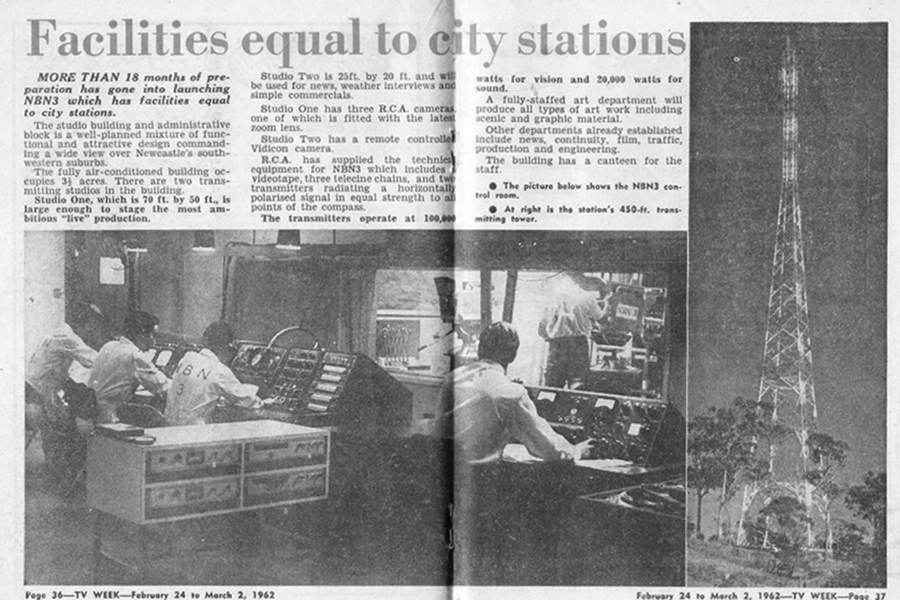 Facilities equal to city stations
MORE THAN 18 months of pre-
paration has gone into launching
NBN3 which has facilities equal
to city stations.
The studio building and administrative
block is a well-planned mixture of func-
tional and attractive design command-
ing a wide view over Newcastle's south-
western suburbs.
The fully air-conditioned building oc-
cupies 3½ acres. There are two trans-
mitting studios in the building.
Studio One, which is 70 ft. by 50 ft., is
large enough to stage the most am-
bitious "live" production.
Studio Two is 25ft. by 20 ft. and will
be used for news, weather interviews and
simple commercials.
Studio One has three R.C.A. cameras,
one of which is fitted with the latest
zoom lens.
Studio Two has a remote controlle
Vidicon camera.
R.C.A. has supplied the technic
equipment for NBN3 which includes
videotape, three telecine chains, and two
transmitters radiating a horizontally
polarised signal in equal strength to all
points of the compass.
The transmitters operate at 100,000
watts for vision and 20,000 watts for
sound.
A fully-staffed art department will
produce all types of art work including
scenic and graphic material.
Other departments already established
include news, continuity, film, traffic,
production and engineering.
The building has a canteen for the
staff.
● The picture below shows the NBN3 con-
trol room.
● At right is the station's 450-ft. trans-
mitting tower.
NBN
3
Page 36—TV WEEK—February 24 to March 2, 1962
February 24 to March 2, 1962—TV WEEK—Page 37